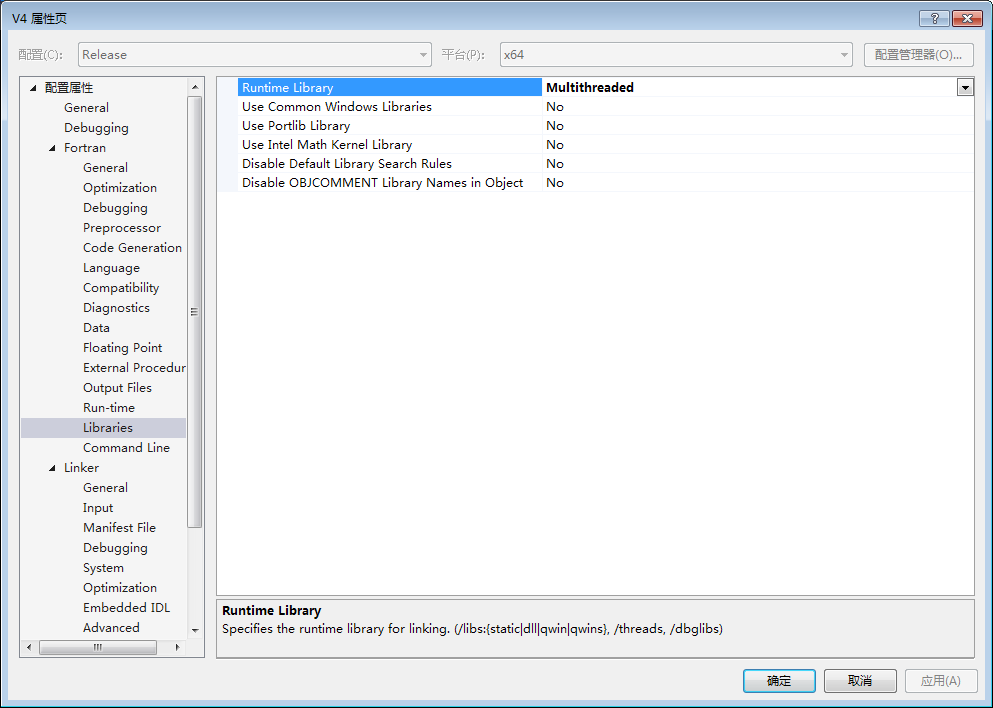 V4 属性页
配置(C): Release 平台(P): x64 配置管理器(O)...
配置属性
General
Debugging
Fortran
General
Optimization
Debugging
Preprocessor
Code Generation
Language
Compatibility
Diagnostics
Data
Floating Point
External Procedur
Output Files
Run-time
Libraries
Command Line
Linker
General
Input
Manifest File
Debugging
System
Optimization
Embedded IDL
Advanced
Runtime Library Multithreaded
Use Common Windows Libraries No
Use Portlib Library No
Use Intel Math Kernel Library No
Disable Default Library Search Rules No
Disable OBJCOMMENT Library Names in Object No
Runtime Library
Specifies the runtime library for linking. (/libs:{static|dll|qwin|qwins}, /threads, /dbglibs)
确定 取消 应用(A)